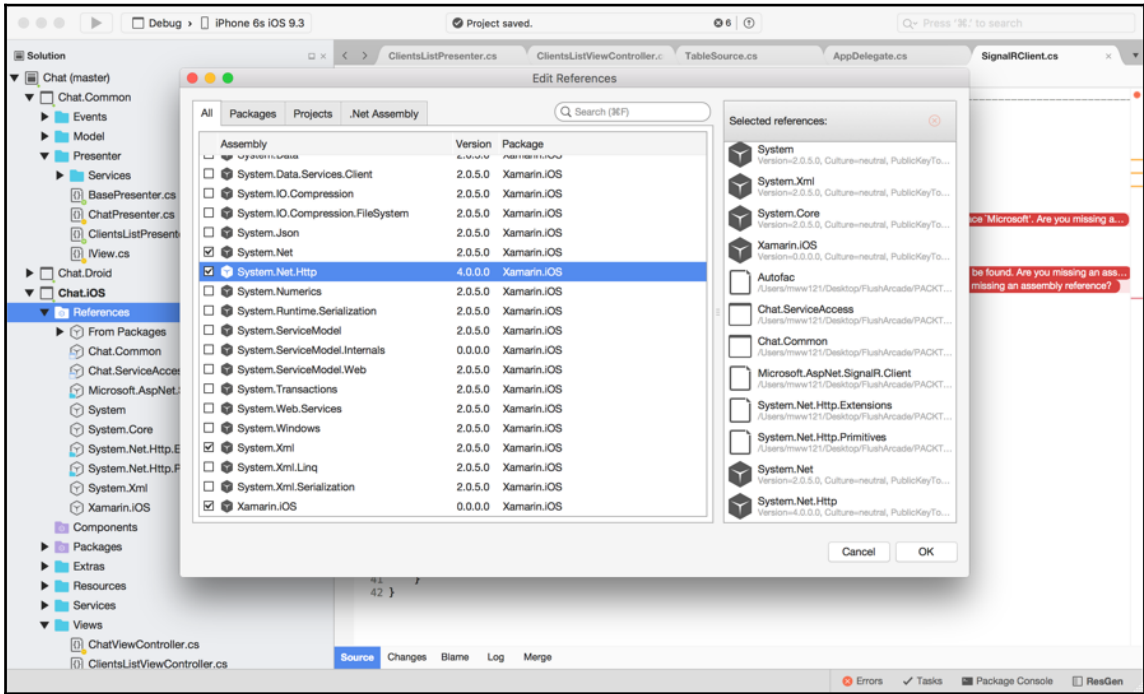 Debug › iPhone 6s iOS 9.3
Project saved.
6
Press '⌘.' to search
Solution
ClientsListPresenter.cs
ClientsListViewController.c
TableSource.cs
AppDelegate.cs
SignalRClient.cs
Chat (master)
Chat.Common
Events
Model
Presenter
Services
BasePresenter.cs
ChatPresenter.cs
ClientsListPresent
IView.cs
Chat.Droid
Chat.iOS
References
From Packages
Chat.Common
Chat.ServiceAcces
Microsoft.AspNet.
System
System.Core
System.Net.Http.E
System.Net.Http.P
System.Xml
Xamarin.iOS
Components
Packages
Extras
Resources
Services
Views
ChatViewController.cs
ClientsListViewController.cs
Edit References
All Packages Projects .Net Assembly
Search (⌘F)
Assembly Version Package
System.Data 2.0.5.0 Xamarin.iOS
System.Data.Services.Client 2.0.5.0 Xamarin.iOS
System.IO.Compression 2.0.5.0 Xamarin.iOS
System.IO.Compression.FileSystem 2.0.5.0 Xamarin.iOS
System.Json 2.0.5.0 Xamarin.iOS
System.Net 2.0.5.0 Xamarin.iOS
System.Net.Http 4.0.0.0 Xamarin.iOS
System.Numerics 2.0.5.0 Xamarin.iOS
System.Runtime.Serialization 2.0.5.0 Xamarin.iOS
System.ServiceModel 2.0.5.0 Xamarin.iOS
System.ServiceModel.Internals 0.0.0.0 Xamarin.iOS
System.ServiceModel.Web 2.0.5.0 Xamarin.iOS
System.Transactions 2.0.5.0 Xamarin.iOS
System.Web.Services 2.0.5.0 Xamarin.iOS
System.Windows 2.0.5.0 Xamarin.iOS
System.Xml 2.0.5.0 Xamarin.iOS
System.Xml.Linq 2.0.5.0 Xamarin.iOS
System.Xml.Serialization 2.0.5.0 Xamarin.iOS
Xamarin.iOS 0.0.0.0 Xamarin.iOS
Selected references:
System
Version=2.0.5.0, Culture=neutral, PublicKeyTo...
System.Xml
Version=2.0.5.0, Culture=neutral, PublicKeyTo...
System.Core
Version=2.0.5.0, Culture=neutral, PublicKeyTo...
Xamarin.iOS
Version=0.0.0.0, Culture=neutral, PublicKeyTo...
Autofac
/Users/mww121/Desktop/FlushArcade/PACKT...
Chat.ServiceAccess
/Users/mww121/Desktop/FlushArcade/PACKT...
Chat.Common
/Users/mww121/Desktop/FlushArcade/PACKT...
Microsoft.AspNet.SignalR.Client
/Users/mww121/Desktop/FlushArcade/PACKT...
System.Net.Http.Extensions
/Users/mww121/Desktop/FlushArcade/PACKT...
System.Net.Http.Primitives
/Users/mww121/Desktop/FlushArcade/PACKT...
System.Net
Version=2.0.5.0, Culture=neutral, PublicKeyTo...
System.Net.Http
Version=4.0.0.0, Culture=neutral, PublicKeyTo...
Cancel OK
ce 'Microsoft'. Are you missing a...
be found. Are you missing an ass...
missing an assembly reference?
41 }
42 }
Source Changes Blame Log Merge
Errors Tasks Package Console ResGen